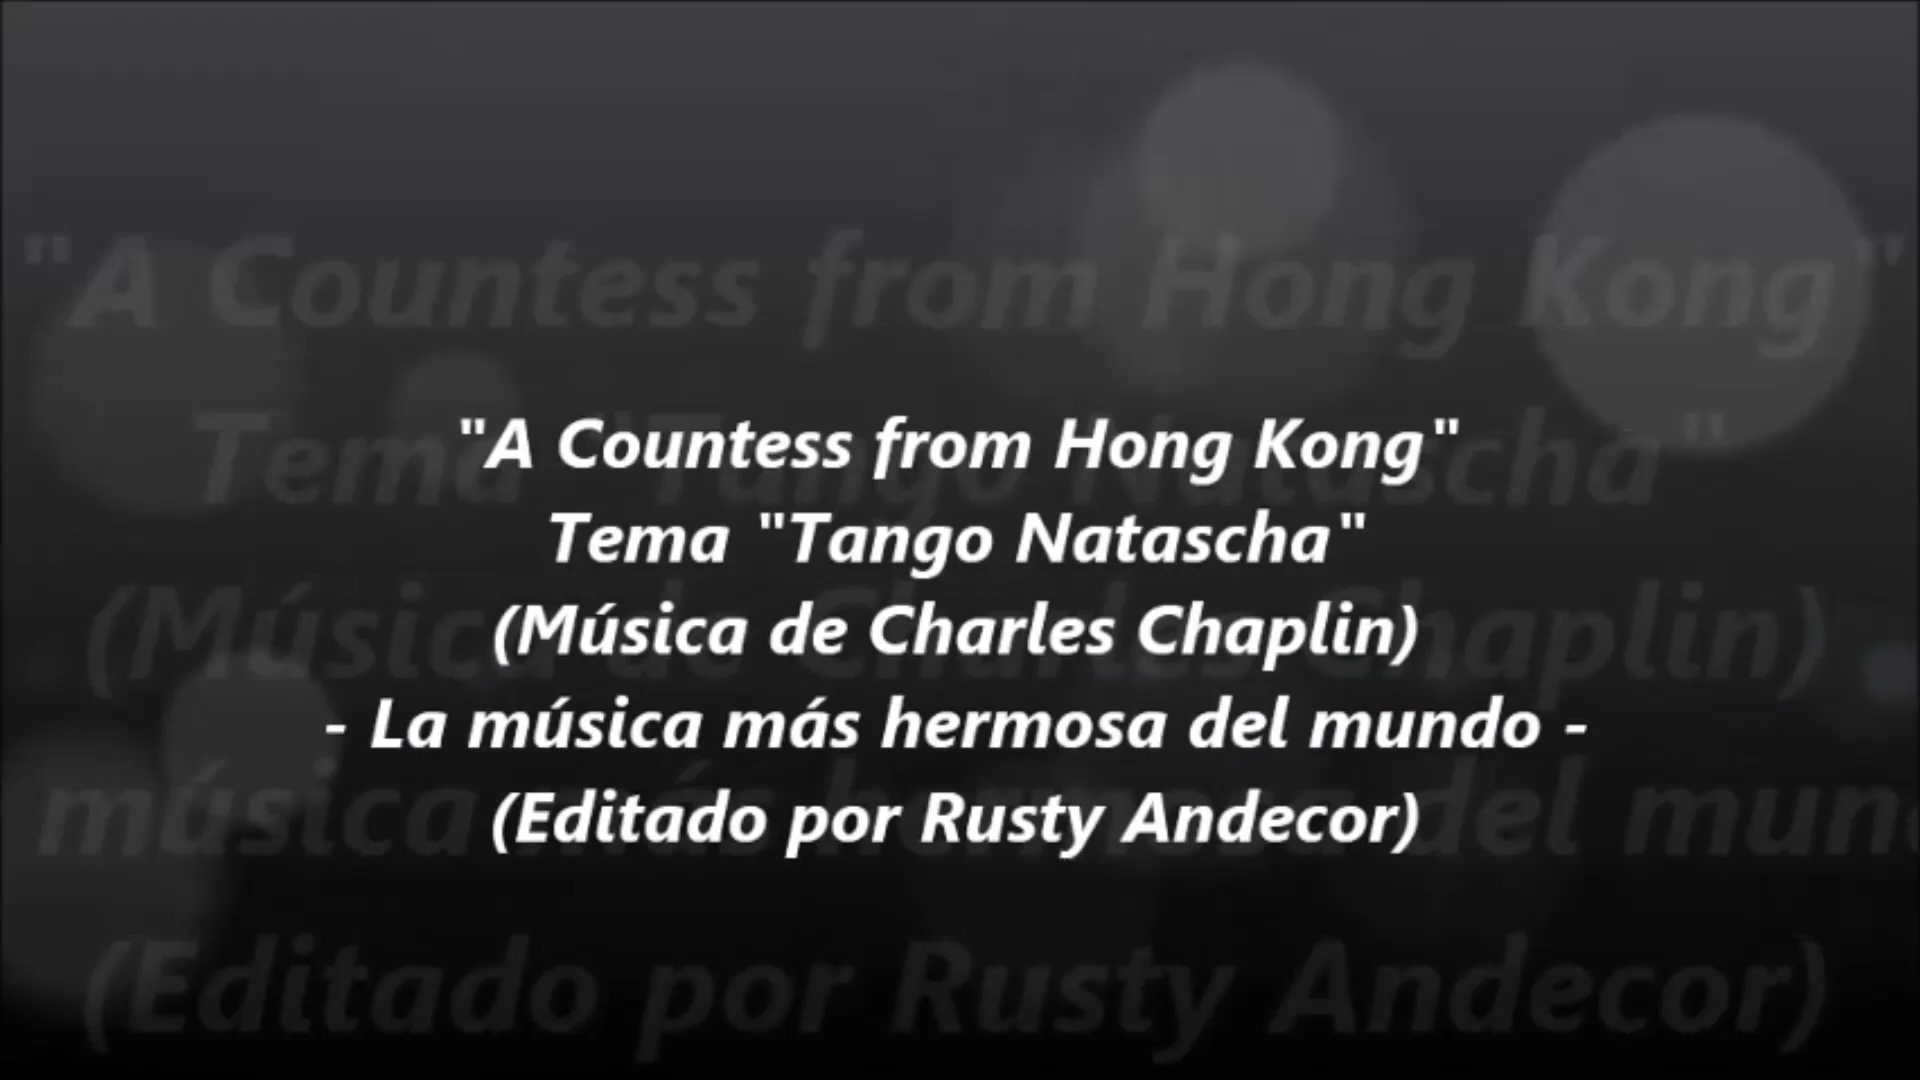 "A Countess from Hong Kong"
Tema "Tango Natascha"
(Música de Charles Chaplin)
- La música más hermosa del mundo -
(Editado por Rusty Andecor)